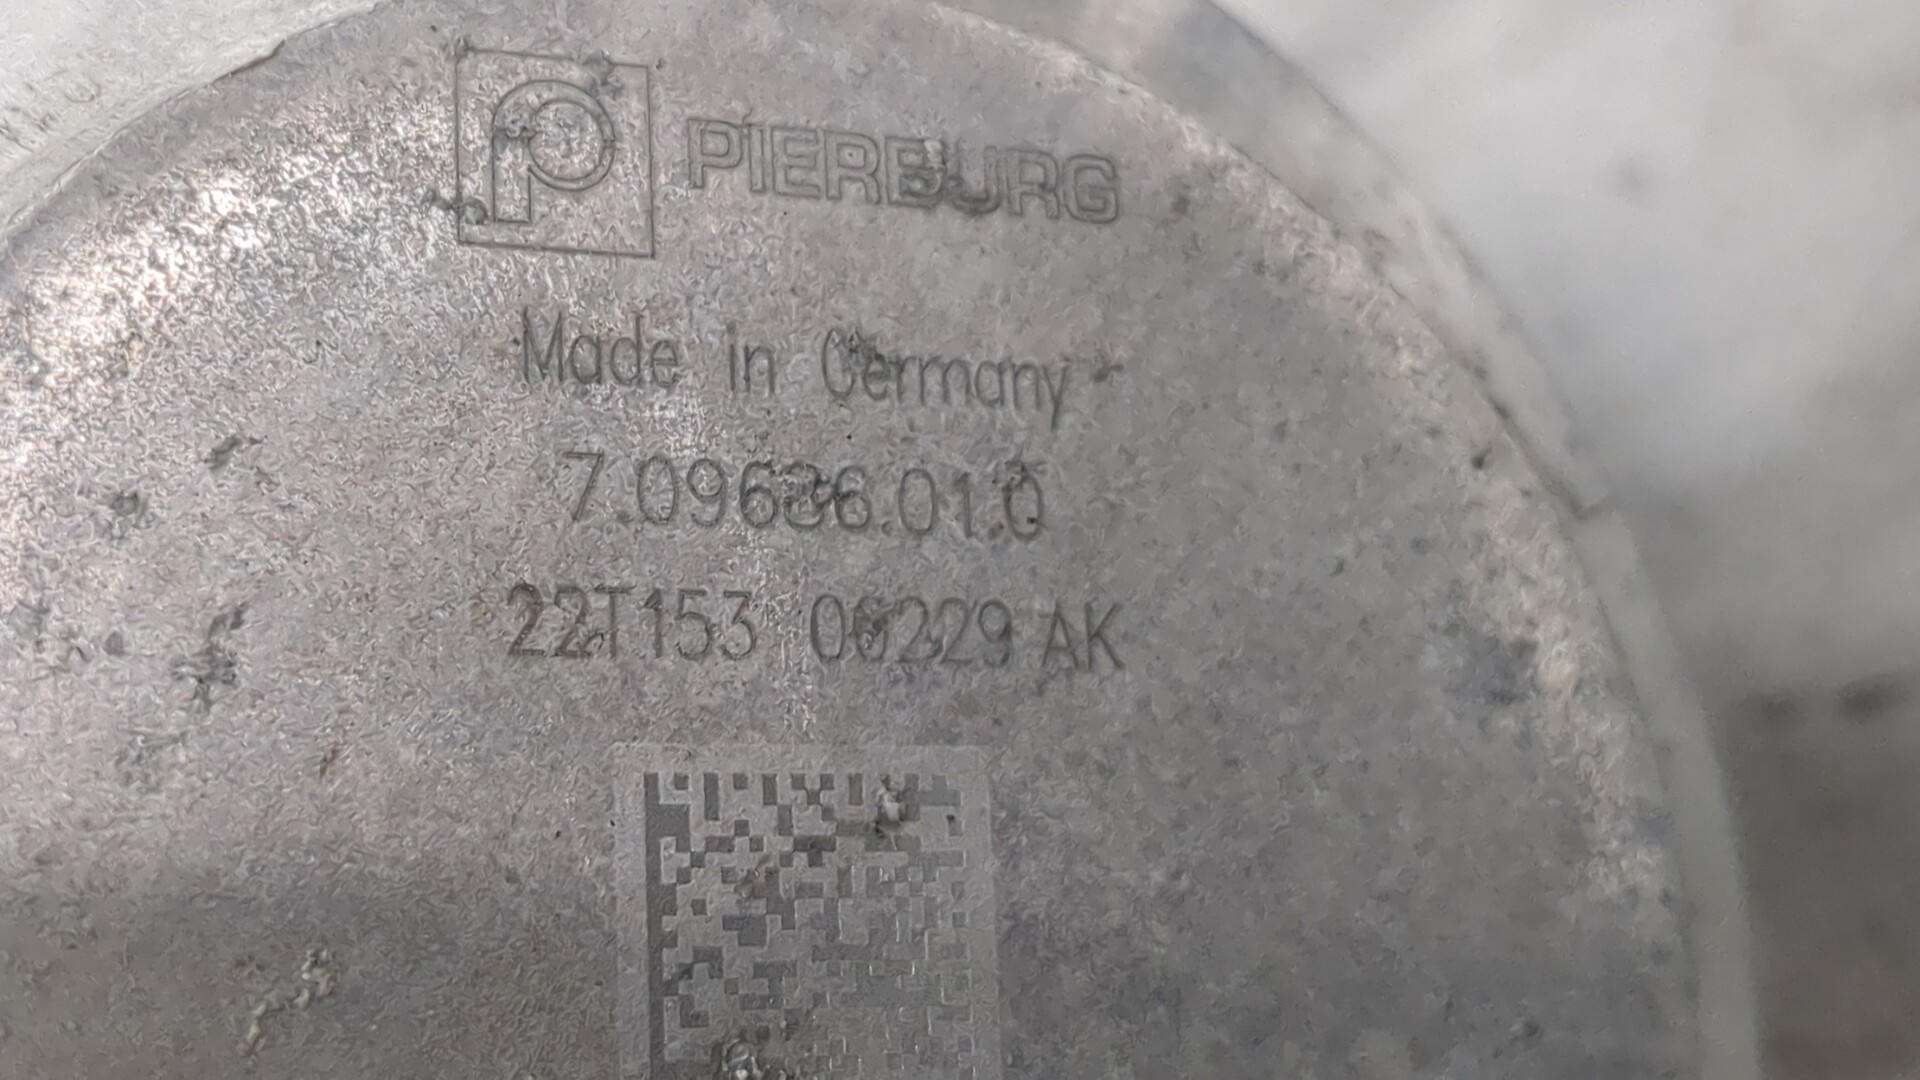 PIERBURG
Made in Germany
7.09686.01.0
22T153 06229 AK